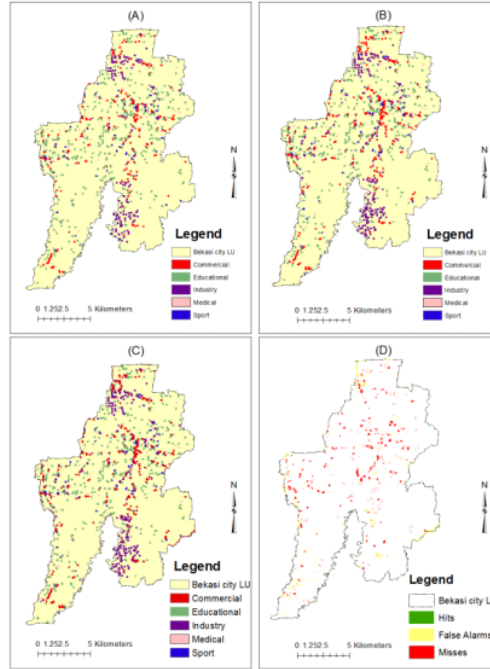 (A)
N
Legend
Bekasi city LU
Commercial
Educational
Industry
Medical
Sport
0 1.252.5 5 Kilometers
(B)
N
Legend
Bekasi city LU
Commercial
Educational
Industry
Medical
Sport
0 1.252.5 5 Kilometers
(C)
N
Legend
Bekasi city LU
Commercial
Educational
Industry
Medical
Sport
0 1.252.5 5 Kilometers
(D)
N
Legend
Bekasi city L
Hits
False Alarms
Misses
0 1.252.5 5 Kilometers